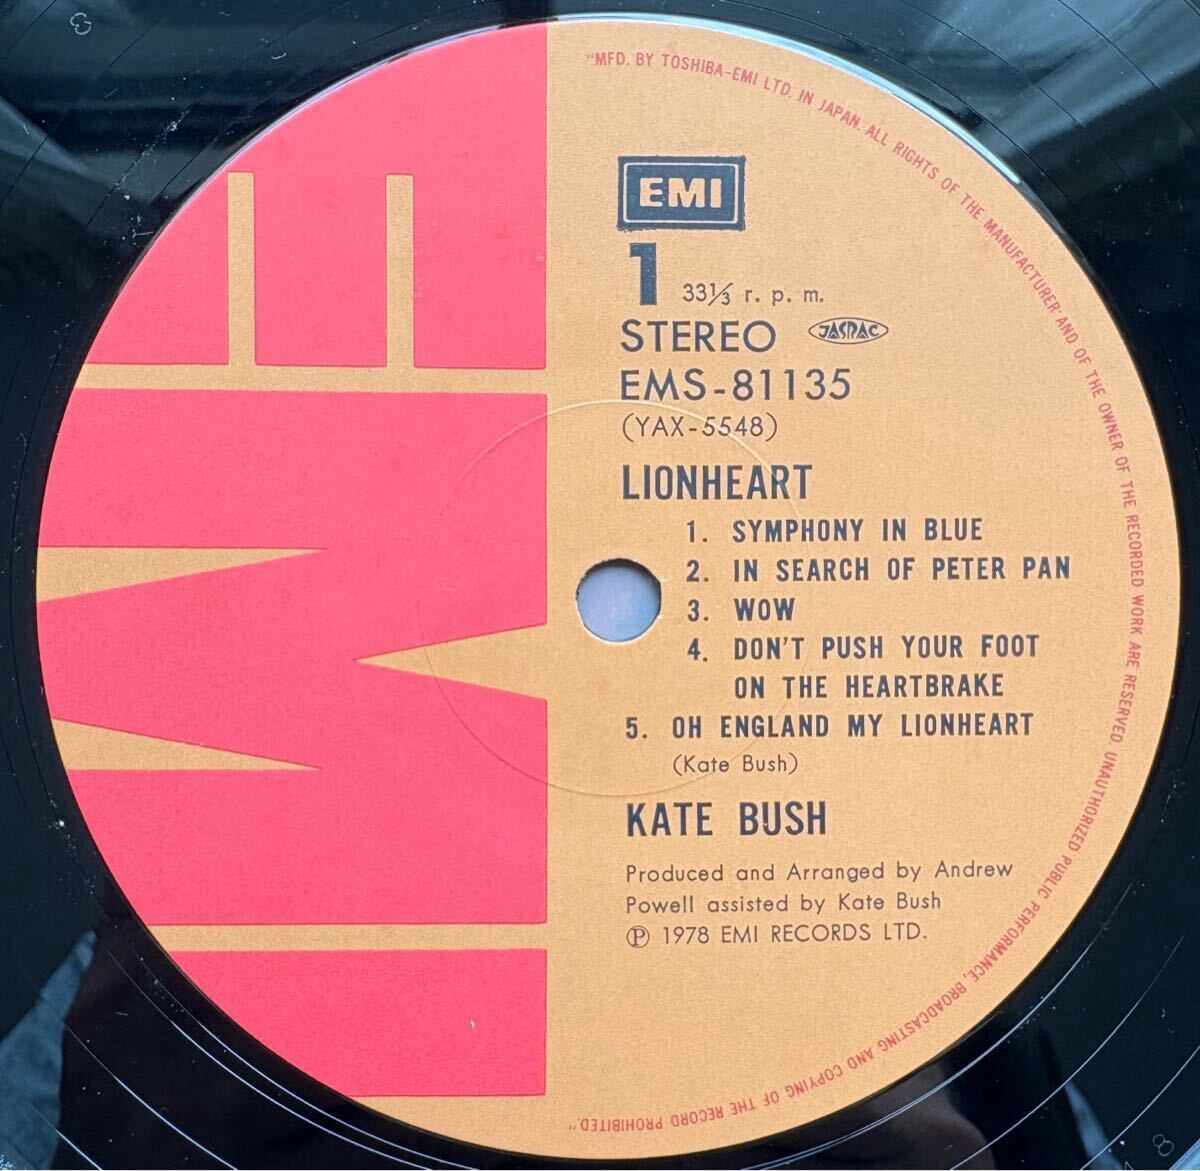 "MFD. BY TOSHIBA-EMI LTD. IN JAPAN. ALL RIGHTS OF THE MANUFACTURER AND OF THE OWNER OF THE RECORDED WORK ARE RESERVED. UNAUTHORIZED PUBLIC PERFORMANCE, BROADCASTING AND COPYING OF THE RECORD PROHIBITED."
EMI
EMI
1 33⅓ r. p. m.
STEREO JASRAC
EMS-81135
(YAX-5548)
LIONHEART
1. SYMPHONY IN BLUE
2. IN SEARCH OF PETER PAN
3. WOW
4. DON'T PUSH YOUR FOOT
ON THE HEARTBRAKE
5. OH ENGLAND MY LIONHEART
(Kate Bush)
KATE BUSH
Produced and Arranged by Andrew
Powell assisted by Kate Bush
℗ 1978 EMI RECORDS LTD.